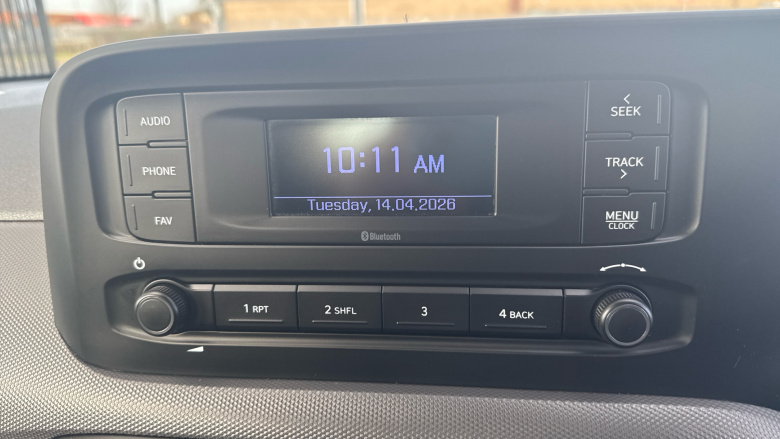 AUDIO
PHONE
FAV
10:11 AM
Tuesday, 14.04.2026
Bluetooth
<
SEEK
TRACK
>
MENU
CLOCK
1 RPT
2 SHFL
3
4 BACK